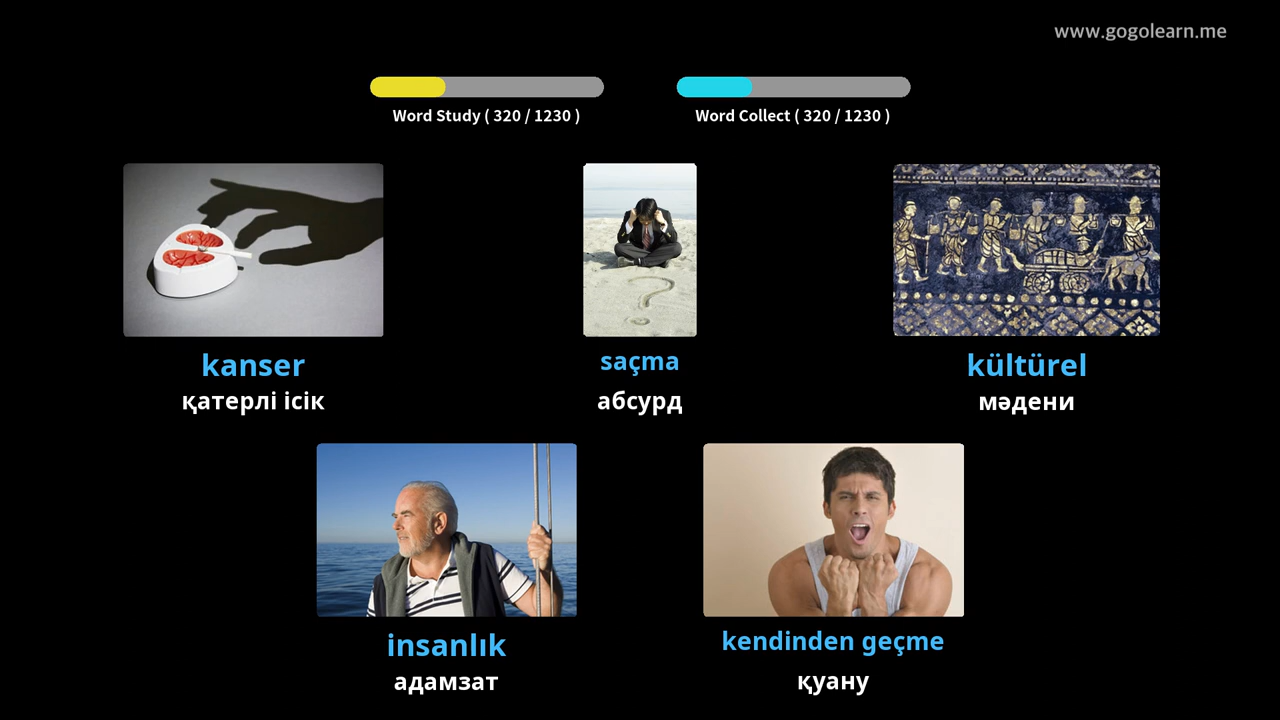 www.gogolearn.me
Word Study ( 320 / 1230 )
Word Collect ( 320 / 1230 )
kanser
қатерлі ісік
saçma
абсурд
kültürel
мәдени
insanlık
адамзат
kendinden geçme
қуану